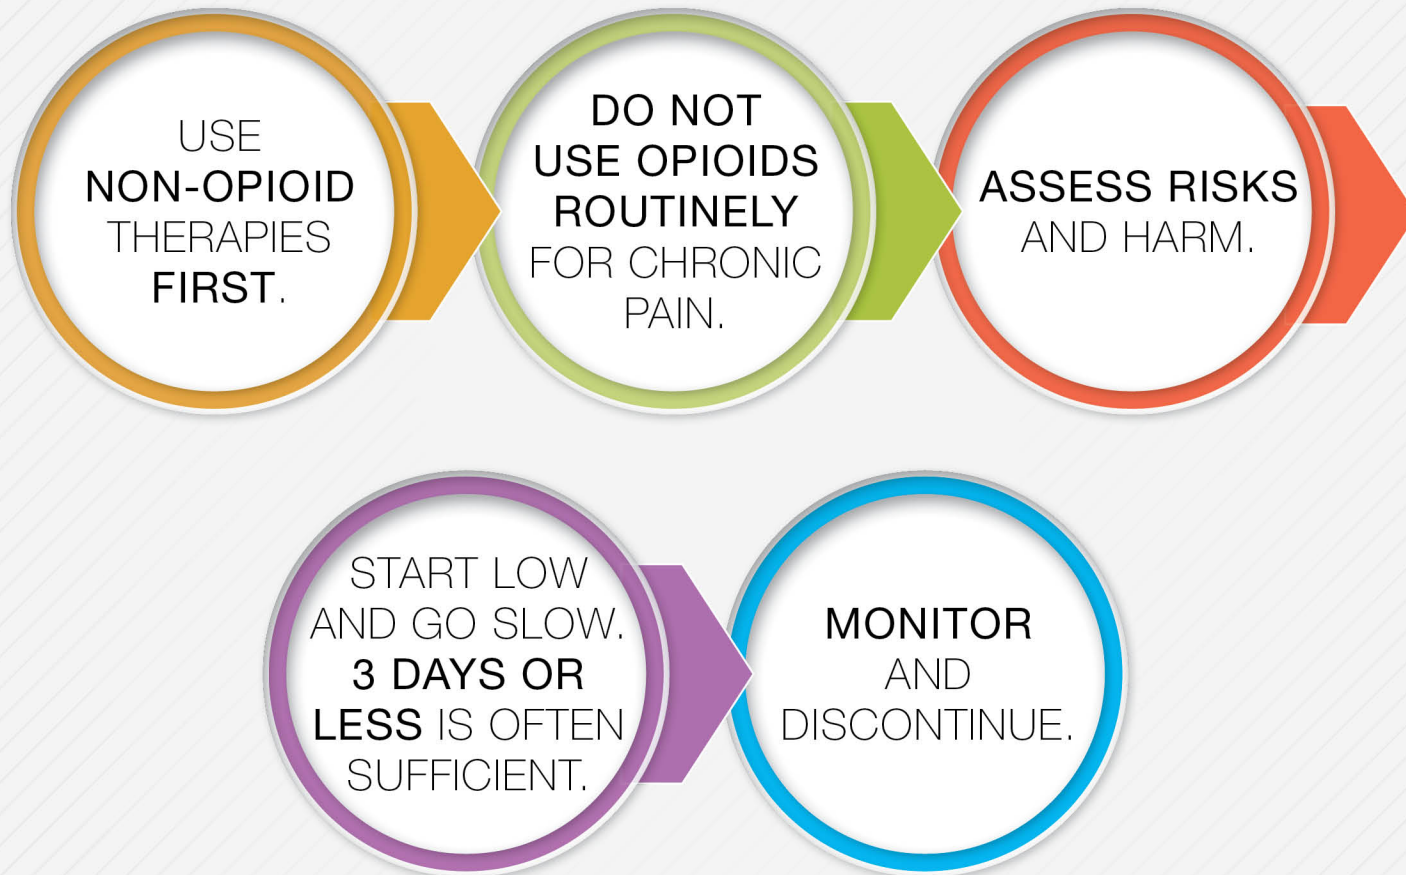 USE
NON-OPIOID
THERAPIES
FIRST.
DO NOT
USE OPIOIDS
ROUTINELY
FOR CHRONIC
PAIN.
ASSESS RISKS
AND HARM.
START LOW
AND GO SLOW.
3 DAYS OR
LESS IS OFTEN
SUFFICIENT.
MONITOR
AND
DISCONTINUE.